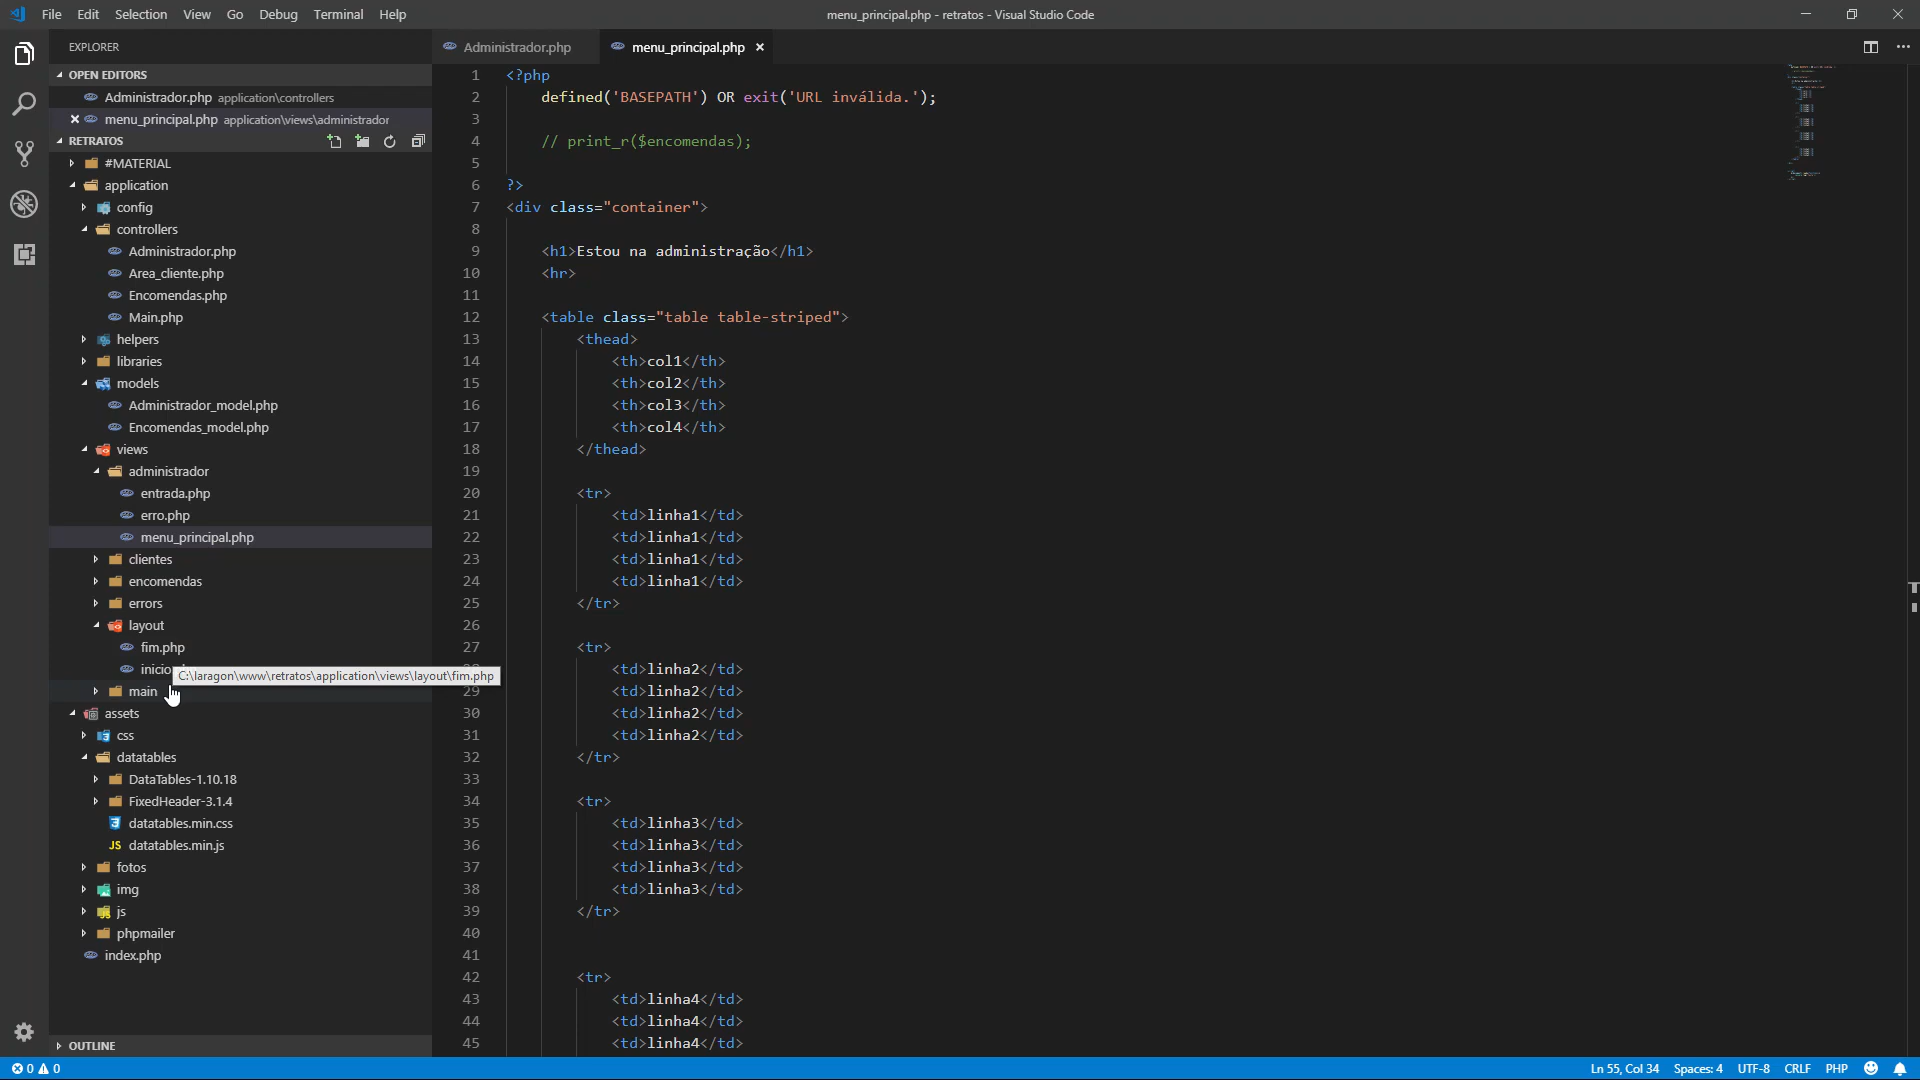 File Edit Selection View Go Debug Terminal Help
menu_principal.php - retratos - Visual Studio Code
EXPLORER
OPEN EDITORS
Administrador.php application\controllers
menu_principal.php application\views\administrador
RETRATOS
#MATERIAL
application
config
controllers
Administrador.php
Area_cliente.php
Encomendas.php
Main.php
helpers
libraries
models
Administrador_model.php
Encomendas_model.php
views
administrador
entrada.php
erro.php
menu_principal.php
clientes
encomendas
errors
layout
fim.php
C:\laragon\www\retratos\application\views\layout\fim.php
main
assets
css
datatables
DataTables-1.10.18
FixedHeader-3.1.4
datatables.min.css
JS datatables.min.js
fotos
img
js
phpmailer
index.php
OUTLINE
Administrador.php
menu_principal.php
1 <?php
2 defined('BASEPATH') OR exit('URL inválida.');
3
4 // print_r($encomendas);
5
6 ?>
7 <div class="container">
8
9 <h1>Estou na administração</h1>
10 <hr>
11
12 <table class="table table-striped">
13 <thead>
14 <th>col1</th>
15 <th>col2</th>
16 <th>col3</th>
17 <th>col4</th>
18 </thead>
19
20 <tr>
21 <td>linha1</td>
22 <td>linha1</td>
23 <td>linha1</td>
24 <td>linha1</td>
25 </tr>
26
27 <tr>
<td>linha2</td>
29 <td>linha2</td>
30 <td>linha2</td>
31 <td>linha2</td>
32 </tr>
33
34 <tr>
35 <td>linha3</td>
36 <td>linha3</td>
37 <td>linha3</td>
38 <td>linha3</td>
39 </tr>
40
41
42 <tr>
43 <td>linha4</td>
44 <td>linha4</td>
45 <td>linha4</td>
0 0
Ln 55, Col 34 Spaces: 4 UTF-8 CRLF PHP